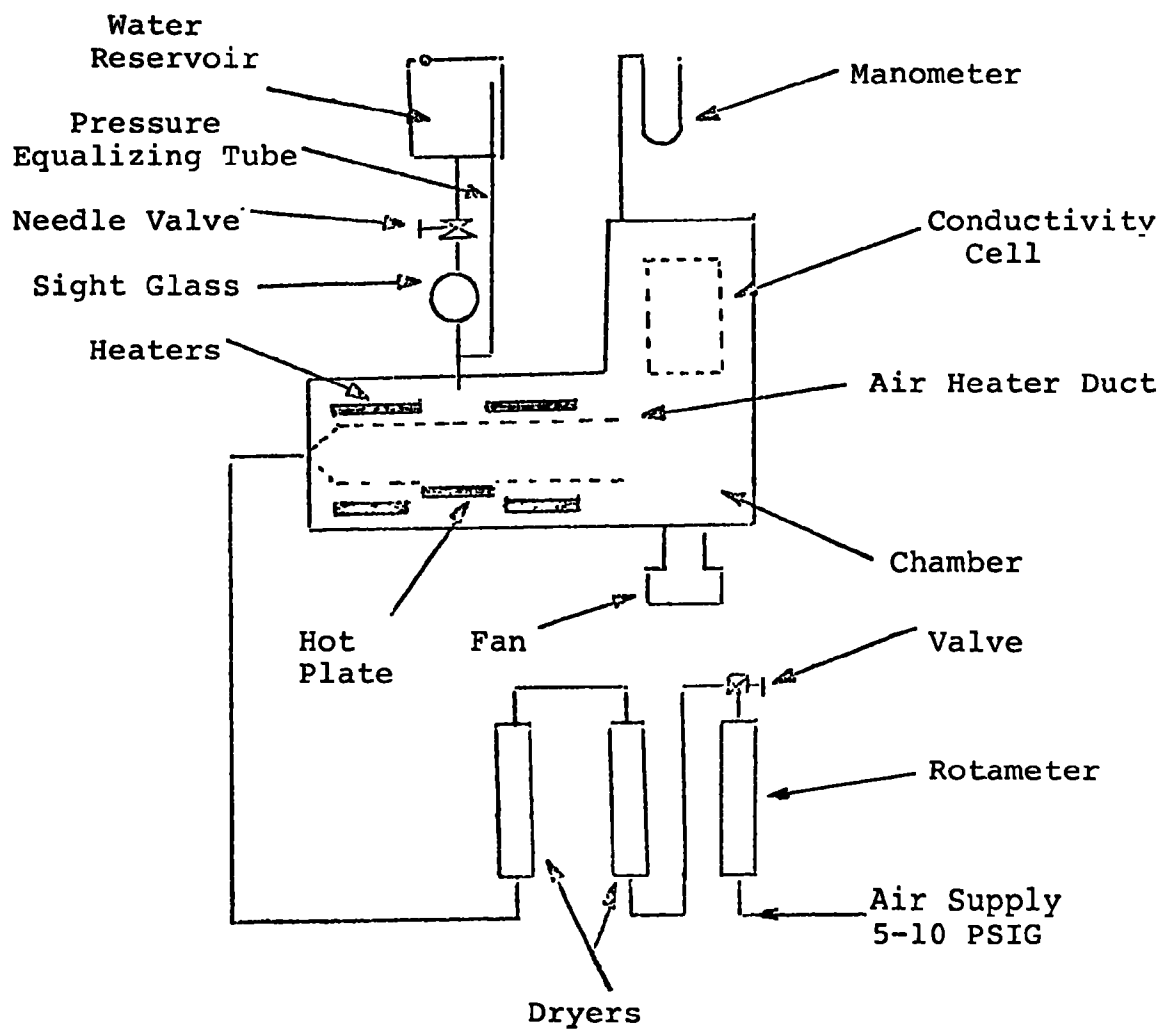 Water
Reservoir
Manometer
Pressure
Equalizing Tube
Needle Valve
Conductivity
Cell
Sight Glass
Heaters
Air Heater Duct
Chamber
Hot
Plate
Fan
Valve
Rotameter
Air Supply
5-10 PSIG
Dryers